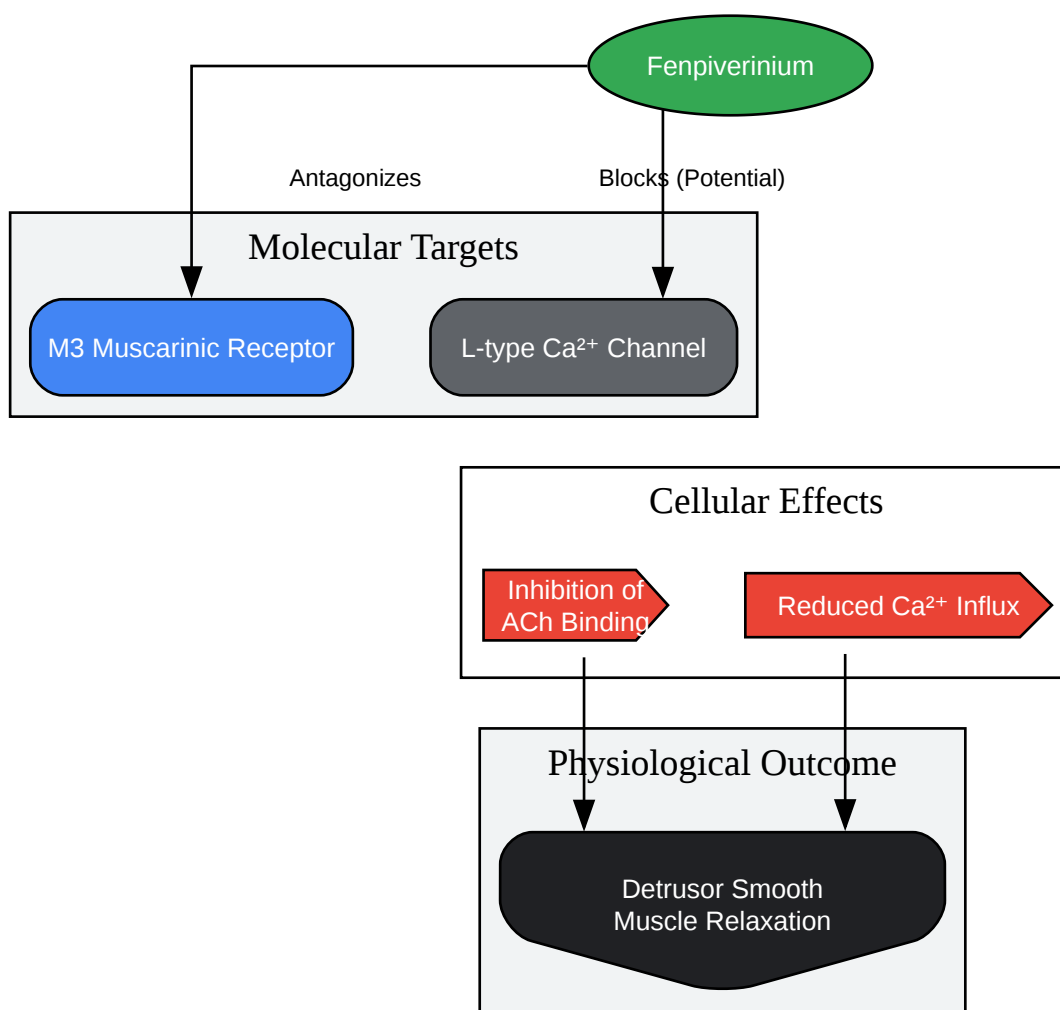 Fenpiverinium
Antagonizes
Blocks (Potential)
Molecular Targets
M3 Muscarinic Receptor
L-type Ca²⁺ Channel
Cellular Effects
Inhibition of
ACh Binding
Reduced Ca²⁺ Influx
Physiological Outcome
Detrusor Smooth
Muscle Relaxation